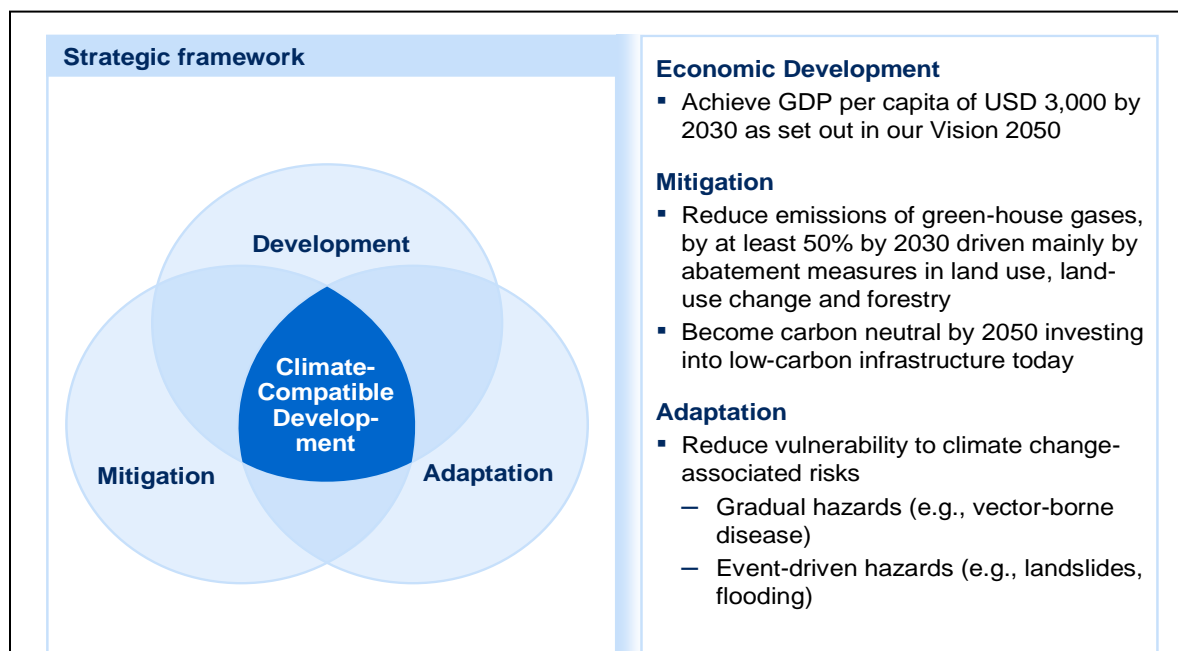 Strategic framework
Development
Climate-
Compatible
Develop-
ment
Mitigation
Adaptation
Economic Development
▪ Achieve GDP per capita of USD 3,000 by
2030 as set out in our Vision 2050
Mitigation
▪ Reduce emissions of green-house gases,
by at least 50% by 2030 driven mainly by
abatement measures in land use, land-
use change and forestry
▪ Become carbon neutral by 2050 investing
into low-carbon infrastructure today
Adaptation
▪ Reduce vulnerability to climate change-
associated risks
– Gradual hazards (e.g., vector-borne
disease)
– Event-driven hazards (e.g., landslides,
flooding)